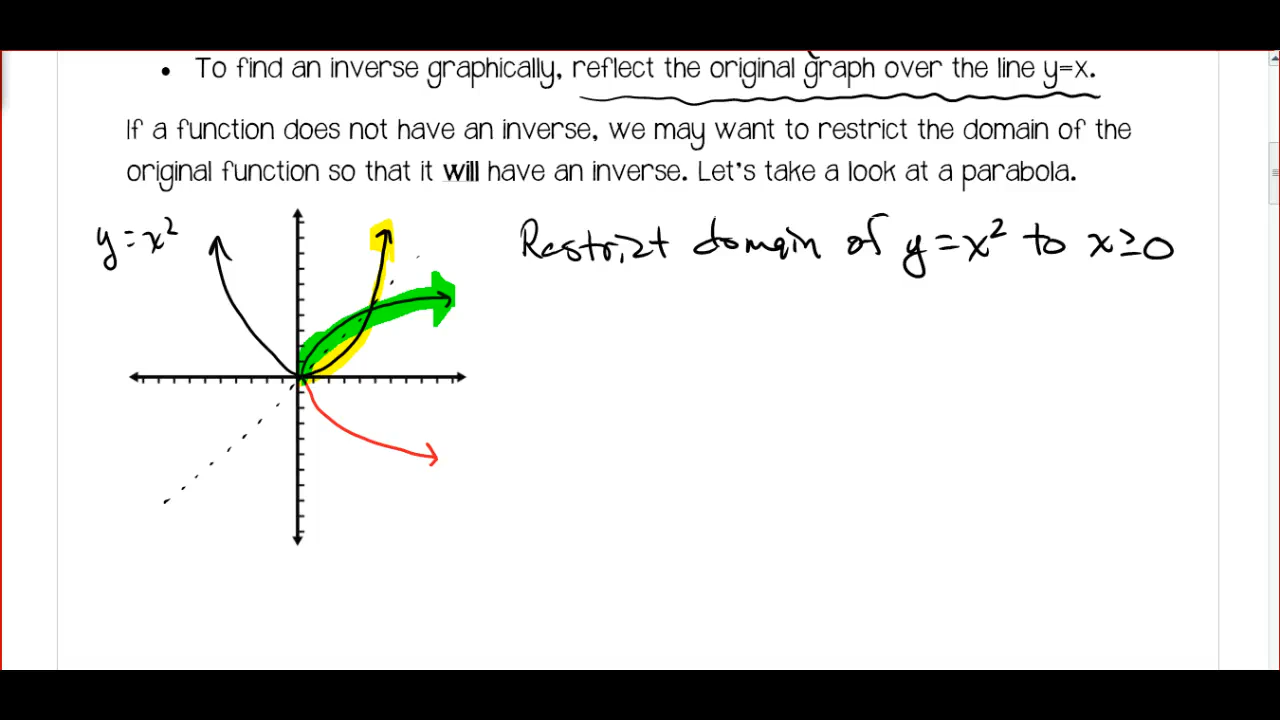 • To find an inverse graphically, reflect the original graph over the line y=x.
If a function does not have an inverse, we may want to restrict the domain of the
original function so that it will have an inverse. Let's take a look at a parabola.
y=x² Restrict domain of y=x² to x≥0